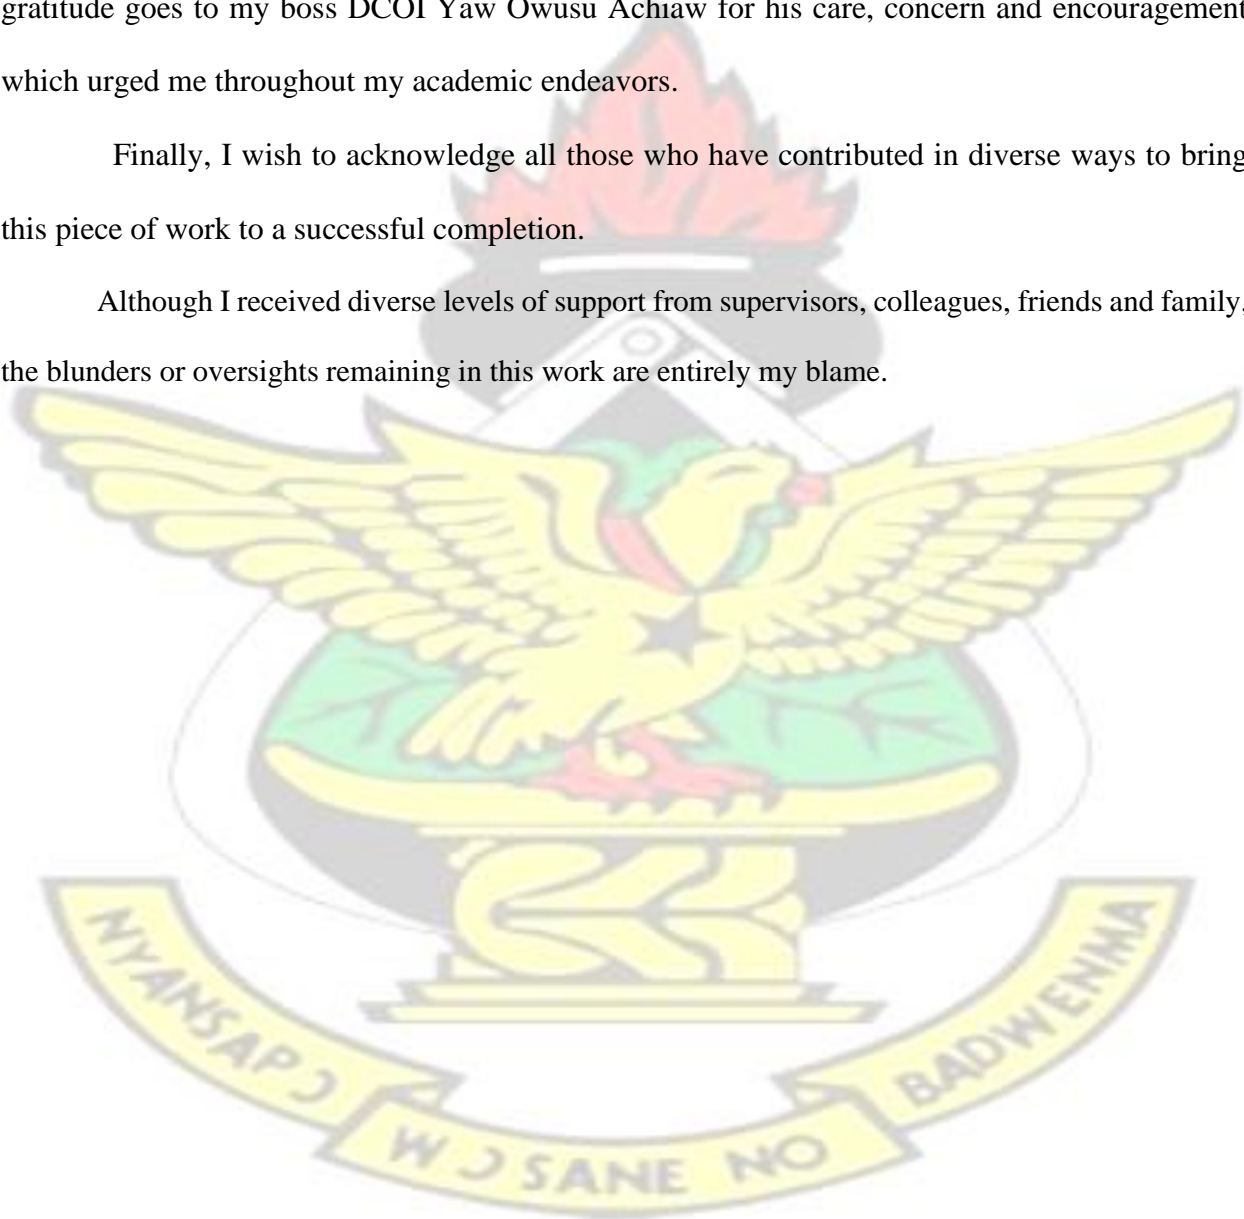 gratitude goes to my boss DCOI Yaw Owusu Achiaw for his care, concern and encouragement
which urged me throughout my academic endeavors.
Finally, I wish to acknowledge all those who have contributed in diverse ways to bring
this piece of work to a successful completion.
Although I received diverse levels of support from supervisors, colleagues, friends and family,
the blunders or oversights remaining in this work are entirely my blame.
NYANSAPƆ
WƆSANE NO
BADWENMA